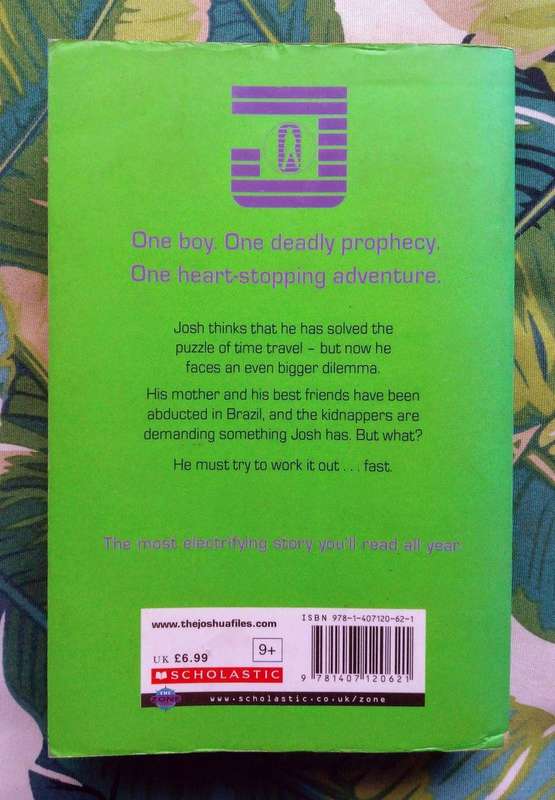 One boy. One deadly prophecy.
One heart-stopping adventure.
Josh thinks that he has solved the
puzzle of time travel – but now he
faces an even bigger dilemma.
His mother and his best friends have been
abducted in Brazil, and the kidnappers are
demanding something Josh has. But what?
He must try to work it out . . . fast.
The most electrifying story you'll read all year.
www.thejoshuafiles.com
UK £6.99
9+
SCHOLASTIC
THE
ZONE
www.scholastic.co.uk/zone
ISBN 978-1-407120-62-1
9 781407 120621